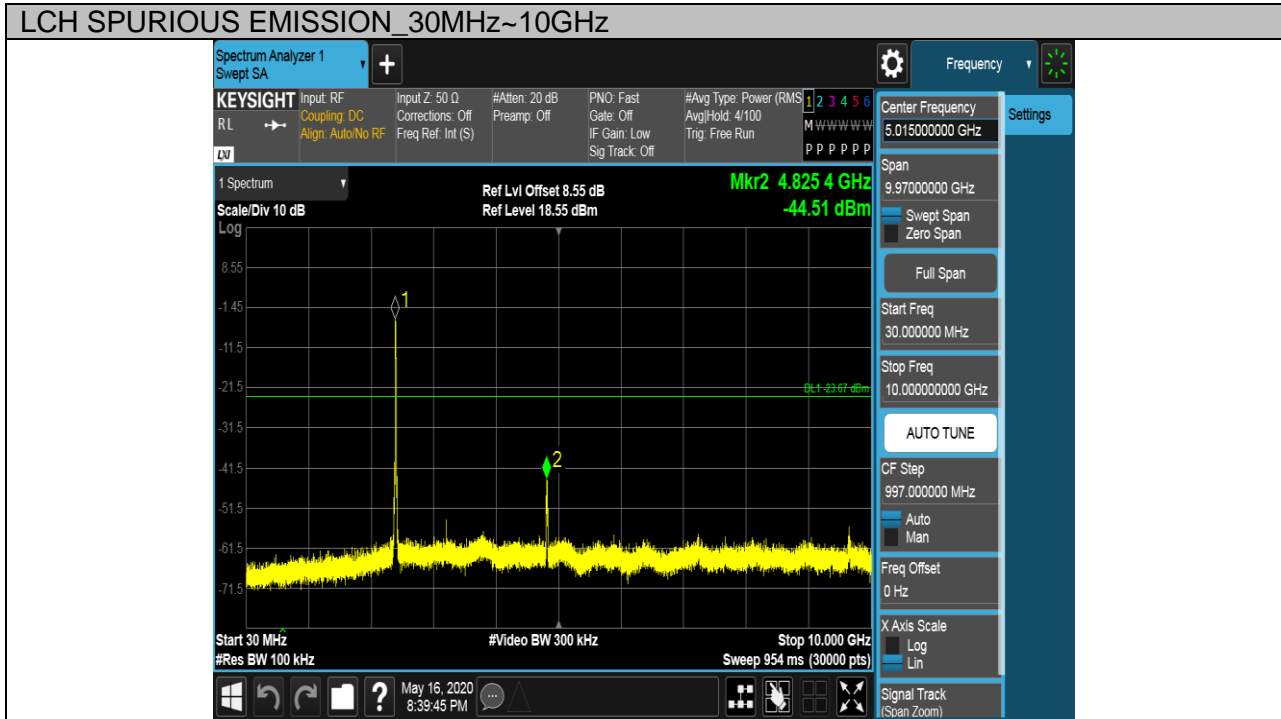 LCH SPURIOUS EMISSION_30MHz~10GHz
Spectrum Analyzer 1
Swept SA
Frequency
KEYSIGHT
RL
LXI
Input: RF
Coupling: DC
Align: Auto/No RF
Input Z: 50 Ω
Corrections: Off
Freq Ref: Int (S)
#Atten: 20 dB
Preamp: Off
PNO: Fast
Gate: Off
IF Gain: Low
Sig Track: Off
#Avg Type: Power (RMS
Avg|Hold: 4/100
Trig: Free Run
1 2 3 4 5 6
M W W W W W
P P P P P P
1 Spectrum
Scale/Div 10 dB
Ref Lvl Offset 8.55 dB
Ref Level 18.55 dBm
Mkr2 4.825 4 GHz
-44.51 dBm
Log
8.55
-1.45
-11.5
-21.5
-31.5
-41.5
-51.5
-61.5
-71.5
1
DL1 -23.67 dBm
2
Start 30 MHz
#Res BW 100 kHz
#Video BW 300 kHz
Stop 10.000 GHz
Sweep 954 ms (30000 pts)
?
May 16, 2020
8:39:45 PM
Center Frequency
5.015000000 GHz
Settings
Span
9.97000000 GHz
Swept Span
Zero Span
Full Span
Start Freq
30.000000 MHz
Stop Freq
10.000000000 GHz
AUTO TUNE
CF Step
997.000000 MHz
Auto
Man
Freq Offset
0 Hz
X Axis Scale
Log
Lin
Signal Track
(Span Zoom)